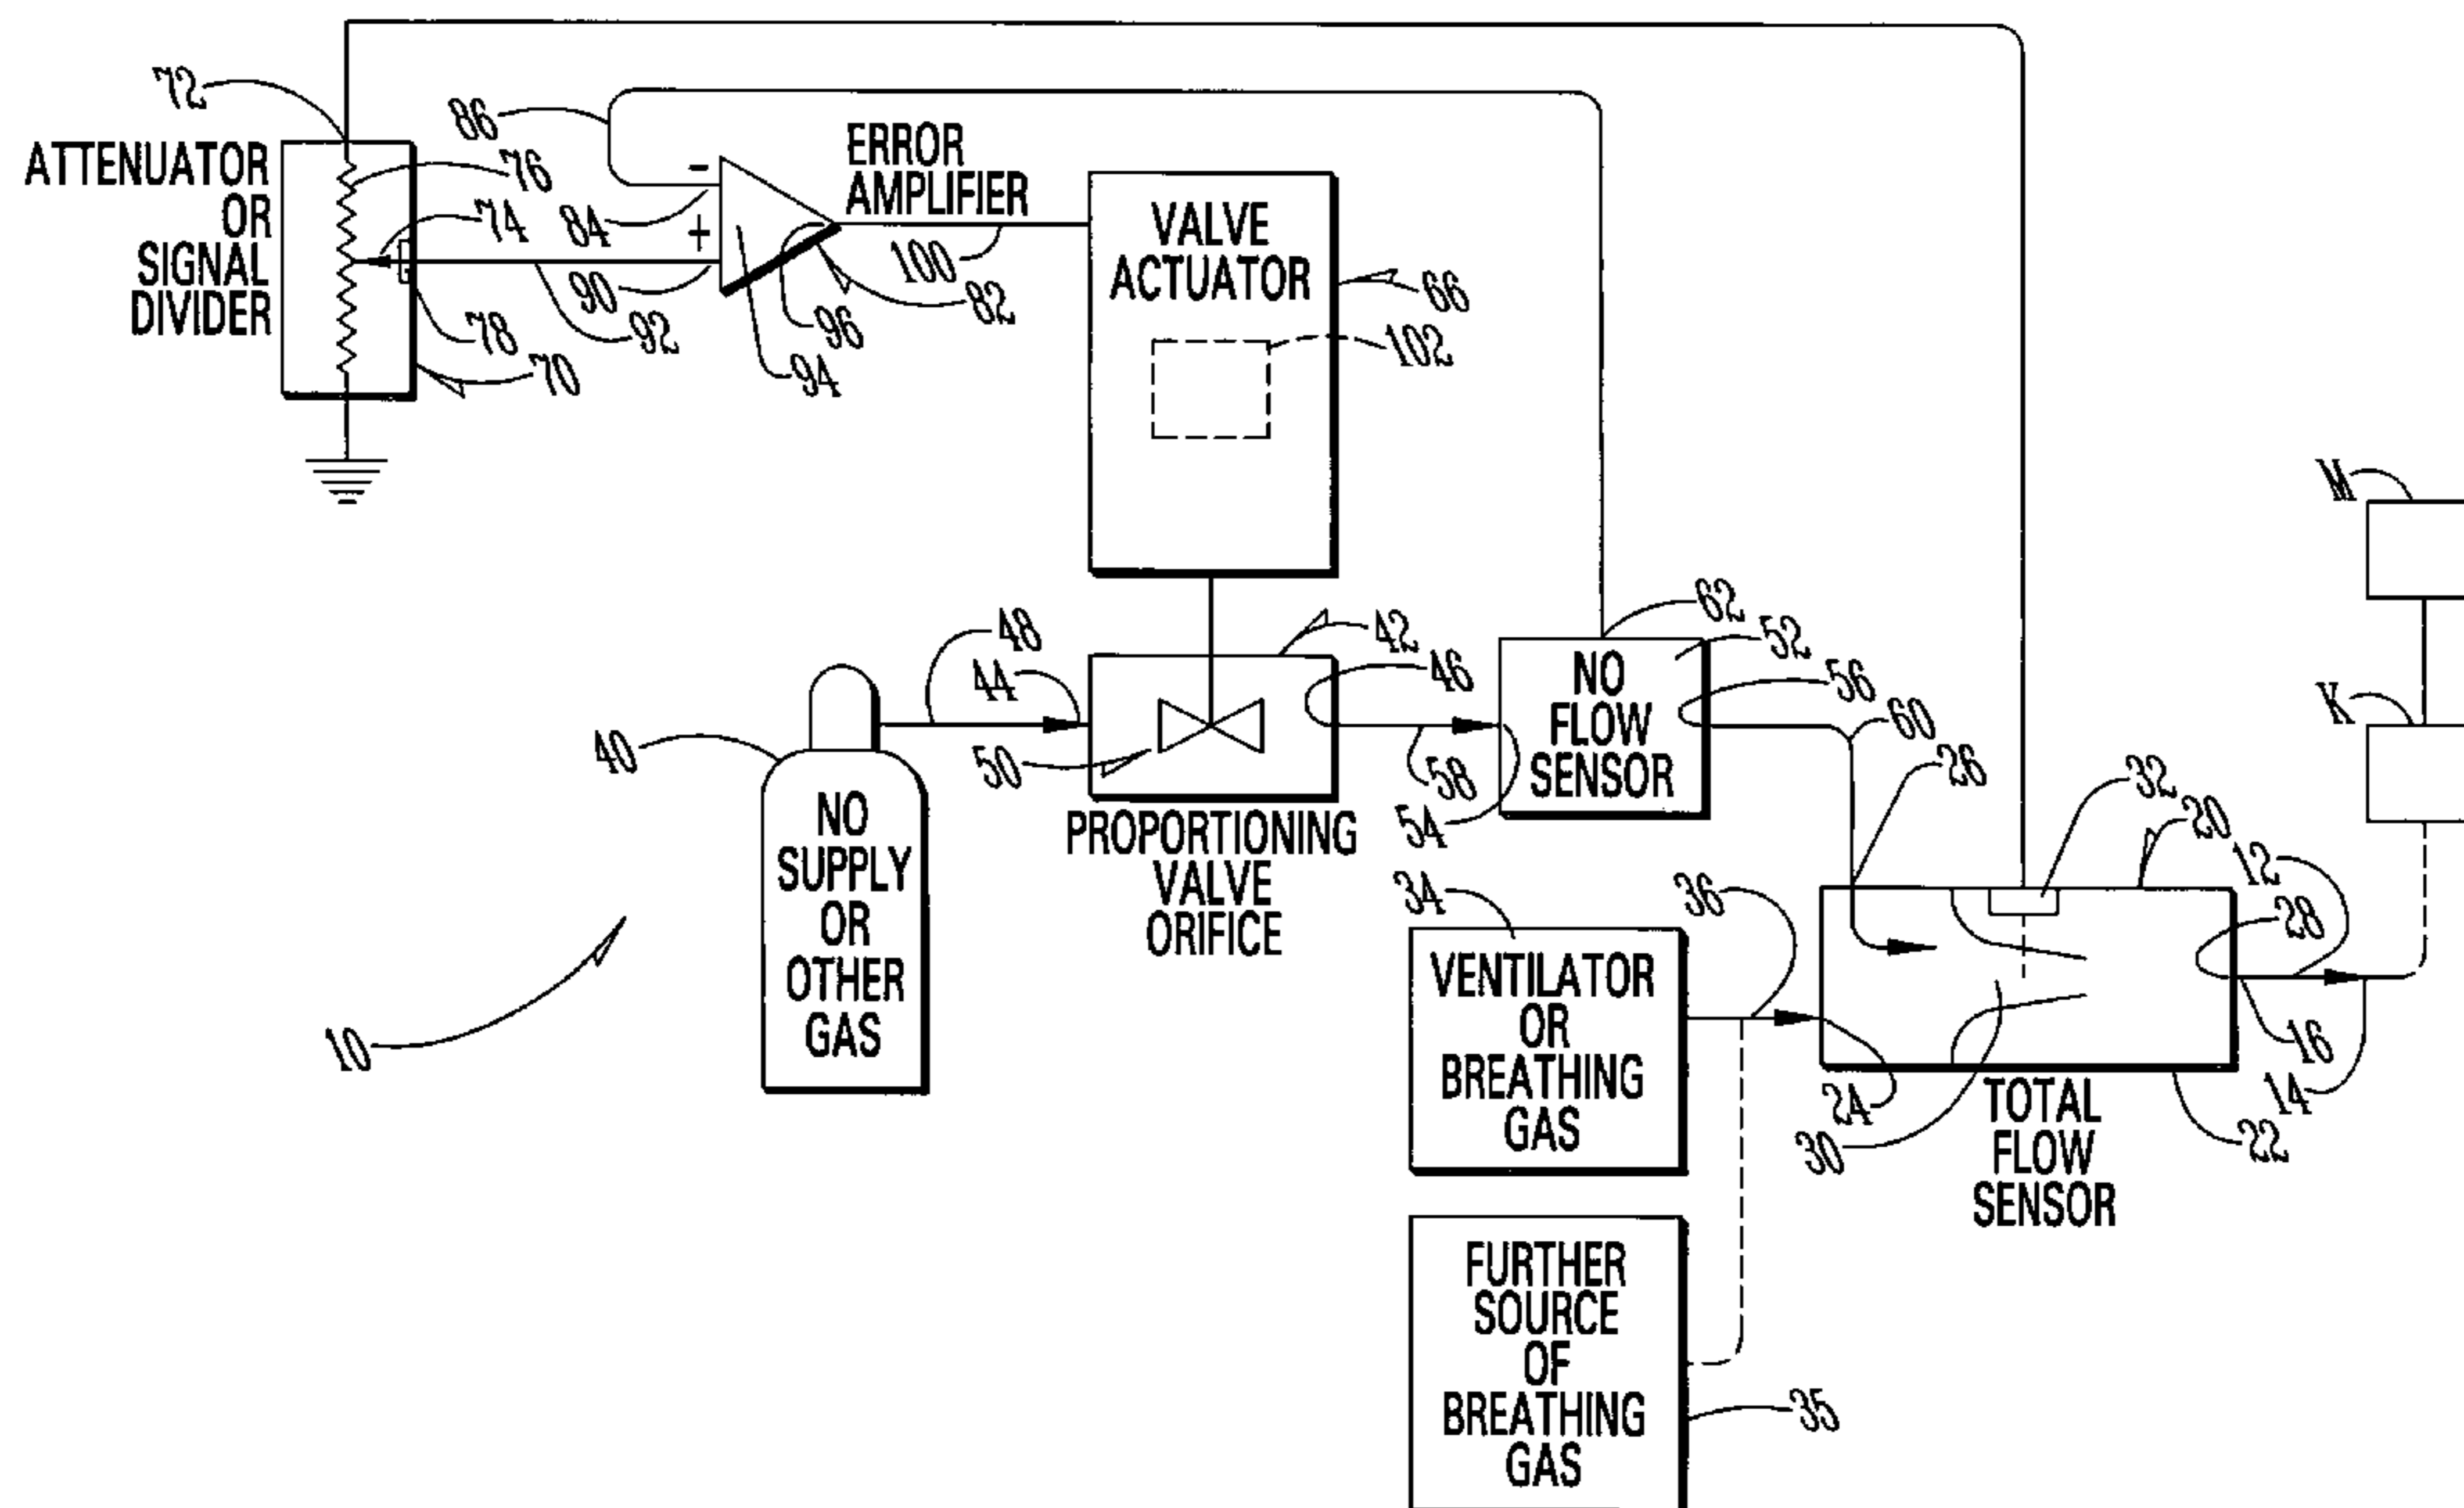 72
86
ATTENUATOR
OR
SIGNAL
DIVIDER
76
74
78
70
-
84
+
90
92
94
96
82
ERROR
AMPLIFIER
100
VALVE
ACTUATOR
66
102
M
K
48
44
42
46
62
52
56
60
26
40
50
58
54
NO
FLOW
SENSOR
NO
SUPPLY
OR
OTHER
GAS
PROPORTIONING
VALVE
ORIFICE
34
36
32
20
12
28
10
VENTILATOR
OR
BREATHING
GAS
24
30
16
14
22
TOTAL
FLOW
SENSOR
FURTHER
SOURCE
OF
BREATHING
GAS
35